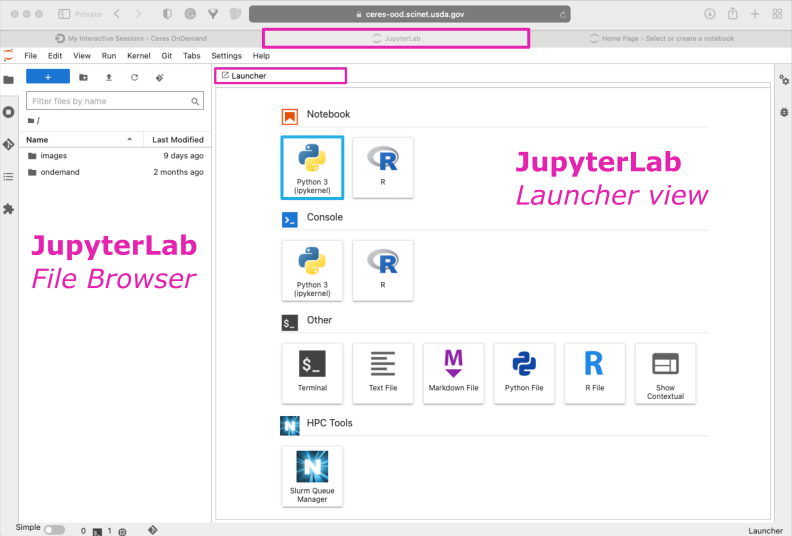 Private
ceres-ood.scinet.usda.gov
My Interactive Sessions - Ceres OnDemand
JupyterLab
Home Page - Select or create a notebook
File Edit View Run Kernel Git Tabs Settings Help
+
Launcher
Filter files by name
/
Name
Last Modified
images
9 days ago
ondemand
2 months ago
JupyterLab
File Browser
Notebook
Python 3
(ipykernel)
R
JupyterLab
Launcher view
Console
Python 3
(ipykernel)
R
Other
$_
Terminal
Text File
M
Markdown File
Python File
R
R File
Show
Contextual
HPC Tools
N
Slurm Queue
Manager
Simple
0
1
Launcher